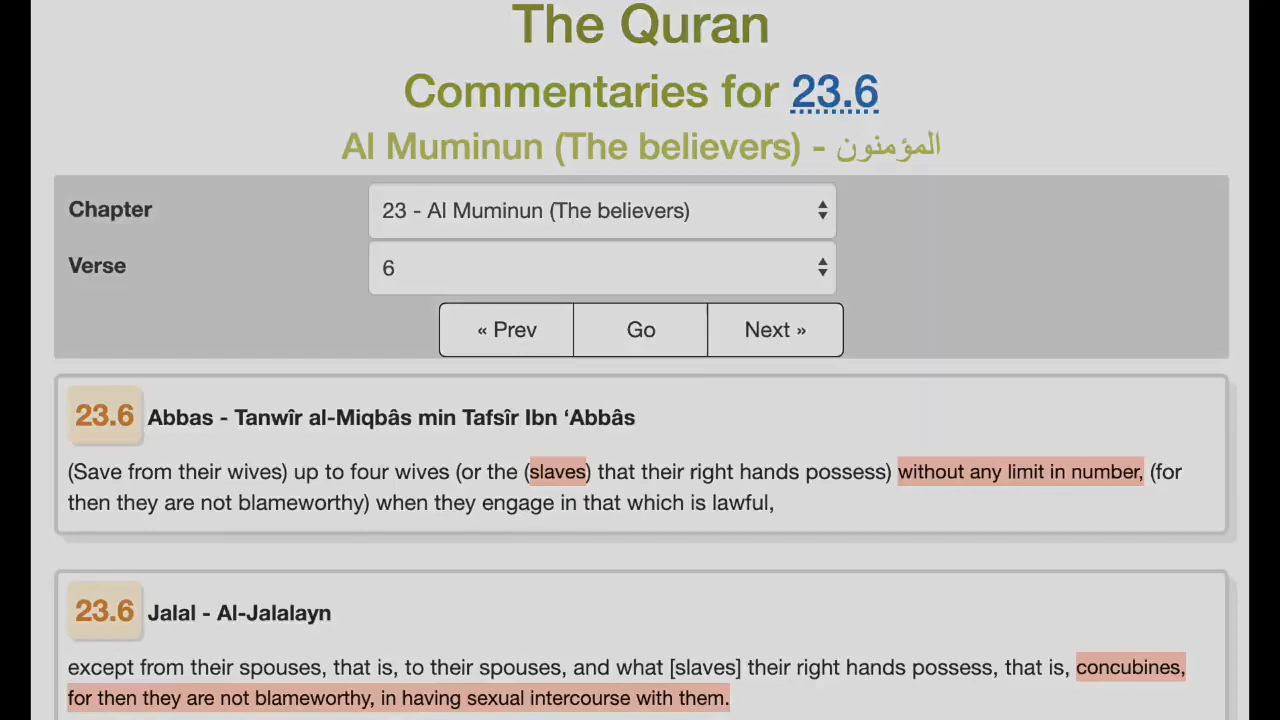 The Quran
Commentaries for 23.6
Al Muminun (The believers) - المؤمنون
Chapter
23 - Al Muminun (The believers)
Verse
6
« Prev
Go
Next »
23.6 Abbas - Tanwîr al-Miqbâs min Tafsîr Ibn ‘Abbâs
(Save from their wives) up to four wives (or the (slaves) that their right hands possess) without any limit in number, (for
then they are not blameworthy) when they engage in that which is lawful,
23.6 Jalal - Al-Jalalayn
except from their spouses, that is, to their spouses, and what [slaves] their right hands possess, that is, concubines,
for then they are not blameworthy, in having sexual intercourse with them.